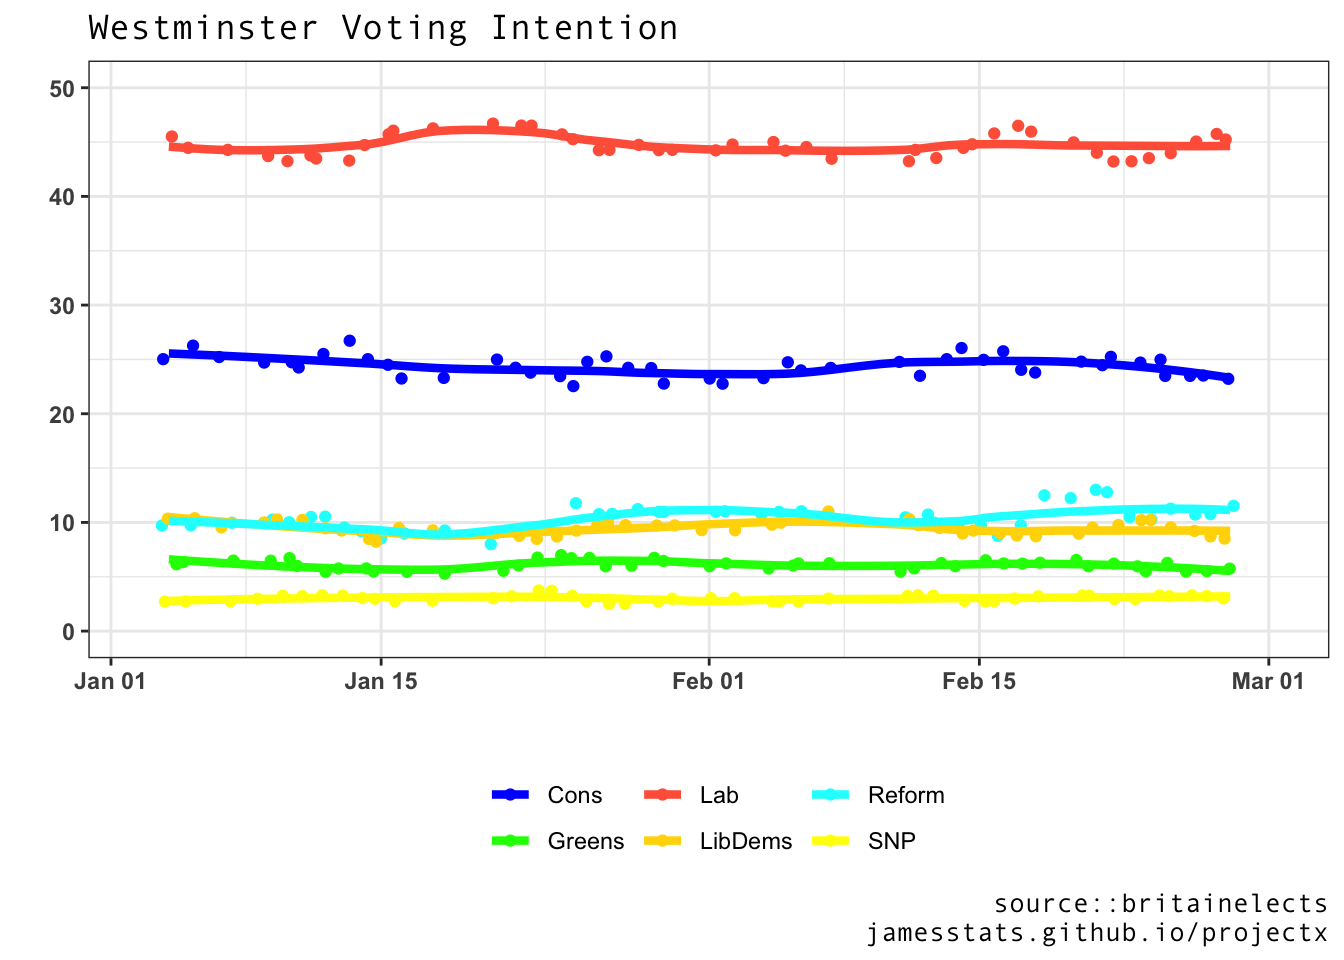 Westminster Voting Intention
50
40
30
20
10
0
Jan 01 Jan 15 Feb 01 Feb 15 Mar 01
Cons Lab Reform
Greens LibDems SNP
source::britainelects
jamesstats.github.io/projectx